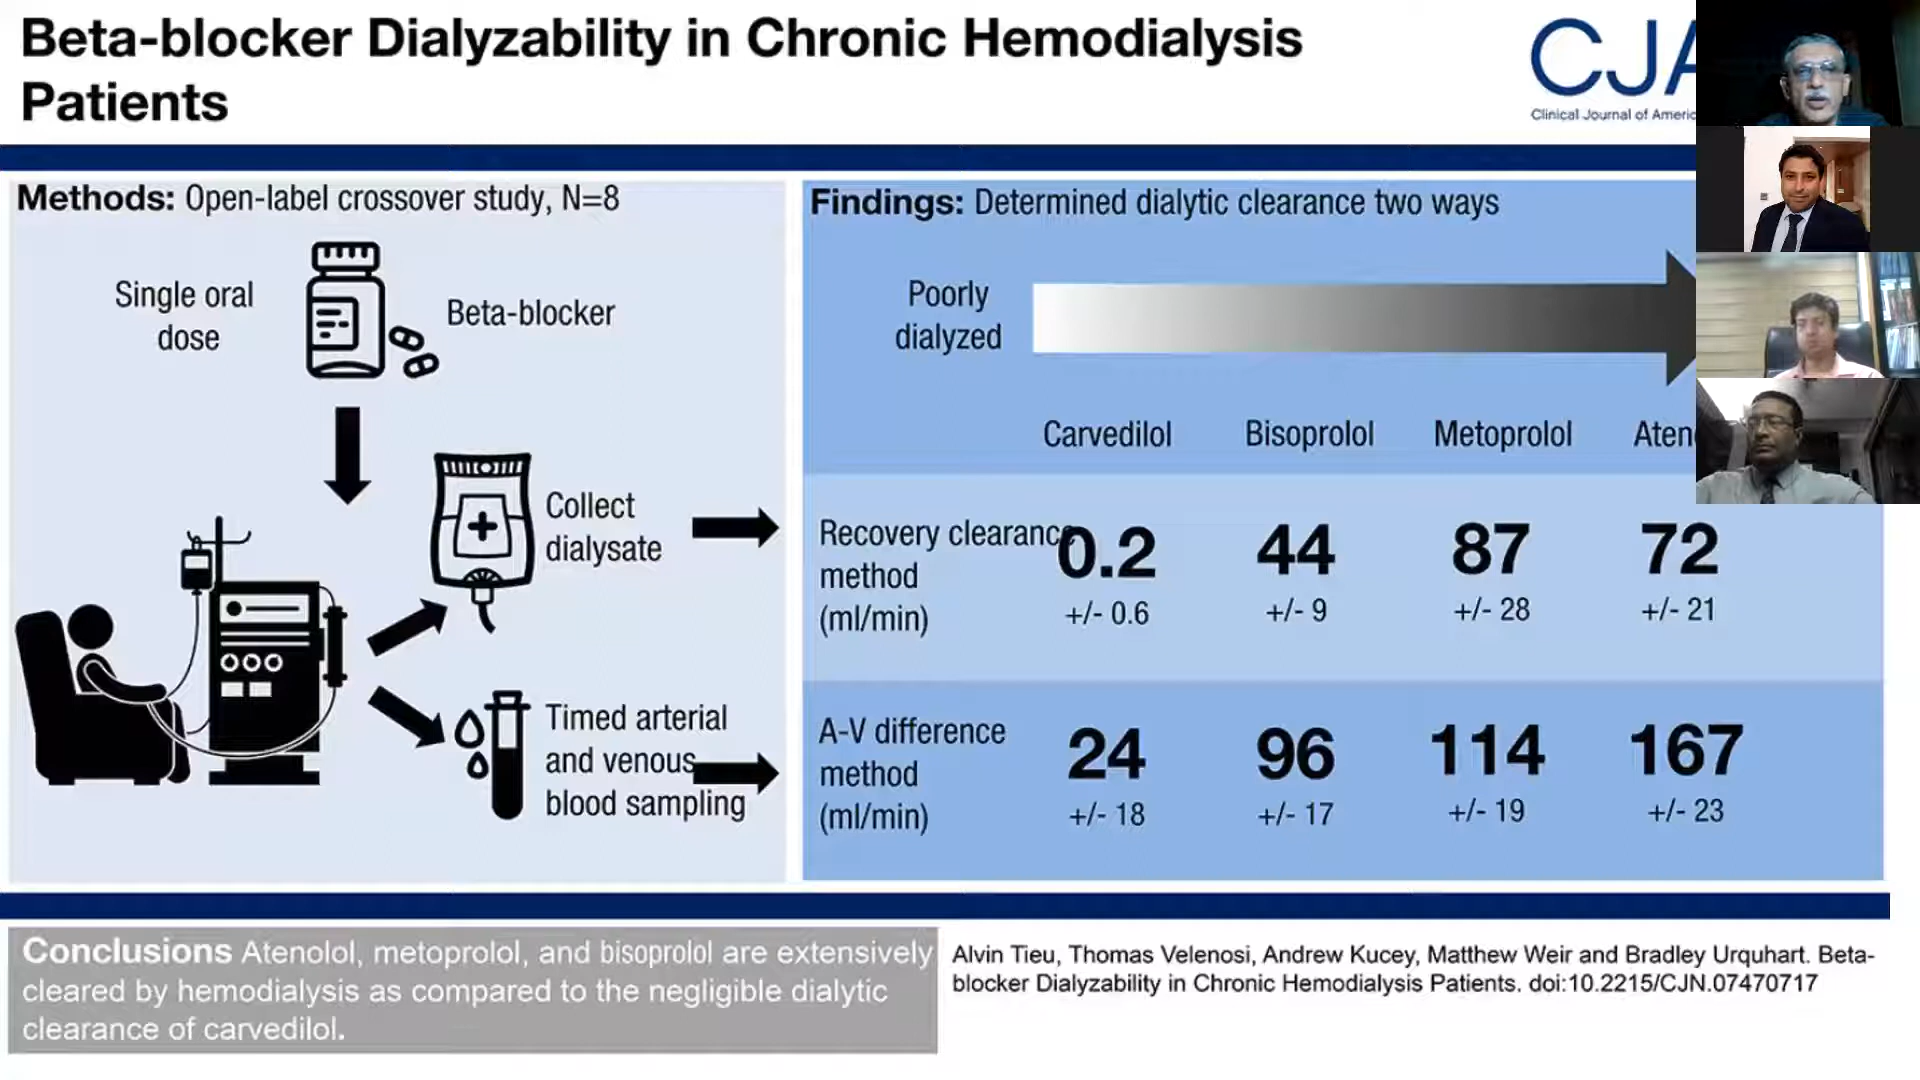 Beta-blocker Dialyzability in Chronic Hemodialysis
Patients
CJA
Clinical Journal of Americ
Methods: Open-label crossover study, N=8
Single oral
dose
Beta-blocker
Collect
dialysate
Timed arterial
and venous
blood sampling
Findings: Determined dialytic clearance two ways
Poorly
dialyzed
Carvedilol Bisoprolol Metoprolol Aten
Recovery clearance
method
(ml/min)
0.2 44 87 72
+/- 0.6 +/- 9 +/- 28 +/- 21
A-V difference
method
(ml/min)
24 96 114 167
+/- 18 +/- 17 +/- 19 +/- 23
Conclusions Atenolol, metoprolol, and bisoprolol are extensively
cleared by hemodialysis as compared to the negligible dialytic
clearance of carvedilol.
Alvin Tieu, Thomas Velenosi, Andrew Kucey, Matthew Weir and Bradley Urquhart. Beta-
blocker Dialyzability in Chronic Hemodialysis Patients. doi:10.2215/CJN.07470717